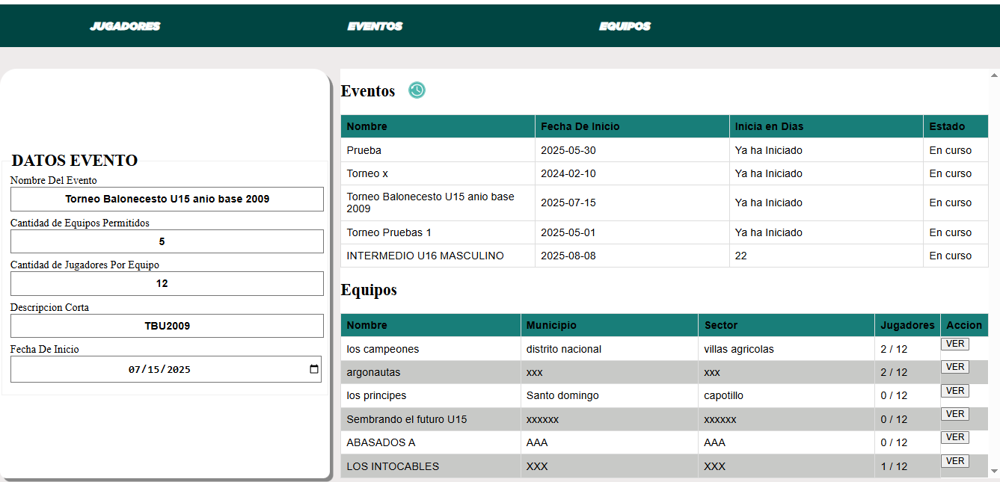 JUGADORES EVENTOS EQUIPOS
DATOS EVENTO
Nombre Del Evento
Torneo Balonecesto U15 anio base 2009
Cantidad de Equipos Permitidos
5
Cantidad de Jugadores Por Equipo
12
Descripcion Corta
TBU2009
Fecha De Inicio
07/15/2025
Eventos
Nombre Fecha De Inicio Inicia en Dias Estado
Prueba 2025-05-30 Ya ha Iniciado En curso
Torneo x 2024-02-10 Ya ha Iniciado En curso
Torneo Balonecesto U15 anio base
2009 2025-07-15 Ya ha Iniciado En curso
Torneo Pruebas 1 2025-05-01 Ya ha Iniciado En curso
INTERMEDIO U16 MASCULINO 2025-08-08 22 En curso
Equipos
Nombre Municipio Sector Jugadores Accion
los campeones distrito nacional villas agricolas 2 / 12 VER
argonautas xxx xxx 2 / 12 VER
los principes Santo domingo capotillo 0 / 12 VER
Sembrando el futuro U15 xxxxxx xxxxxx 0 / 12 VER
ABASADOS A AAA AAA 0 / 12 VER
LOS INTOCABLES XXX XXX 1 / 12 VER